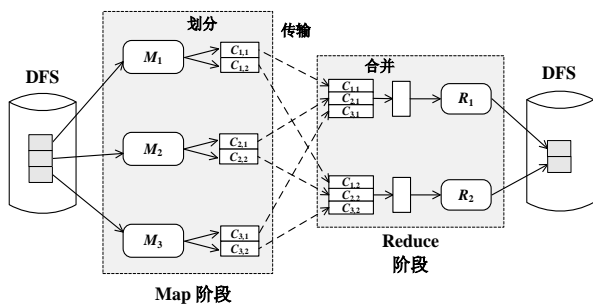 划分
传输
DFS
M1
C1,1
C1,2
M2
C2,1
C2,2
M3
C3,1
C3,2
Map 阶段
合并
C1,1
C2,1
C3,1
R1
C1,2
C2,2
C3,2
R2
Reduce
阶段
DFS